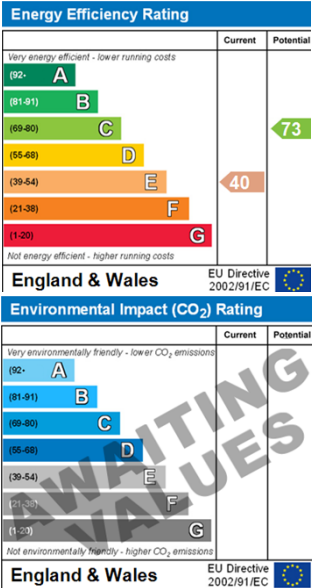 Energy Efficiency Rating
Current Potential
Very energy efficient - lower running costs
(92- A
(81-91) B
(69-80) C
73
(55-68) D
(39-54) E
40
(21-38) F
(1-20) G
Not energy efficient - higher running costs
England & Wales
EU Directive
2002/91/EC
Environmental Impact (CO2) Rating
Current Potential
Very environmentally friendly - lower CO2 emissions
(92- A
(81-91) B
(69-80) C
(55-68) D
(39-54) E
(21-38) F
(1-20) G
AWAITING
VALUES
Not environmentally friendly - higher CO2 emissions
England & Wales
EU Directive
2002/91/EC